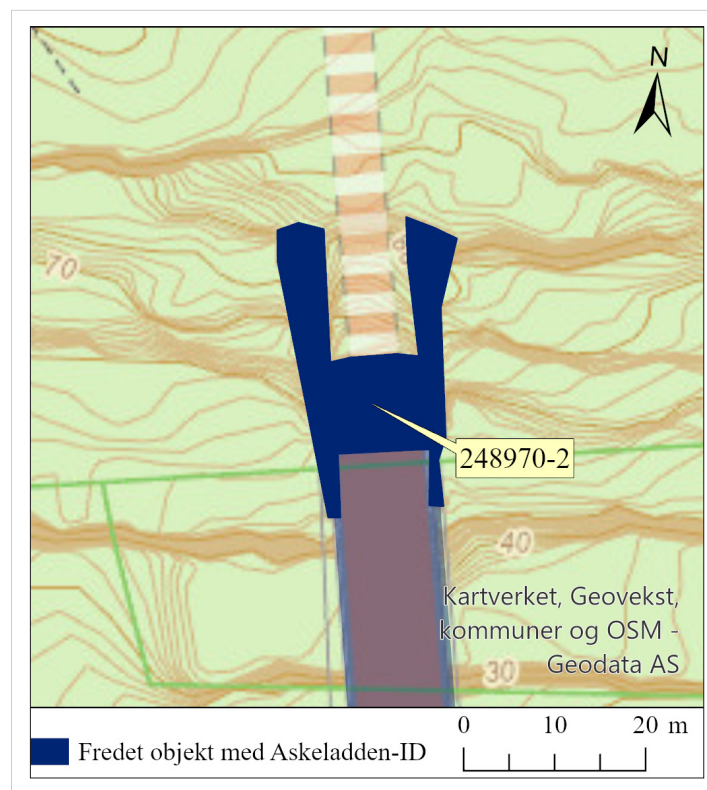 N
70
248970-2
40
Kartverket, Geovekst,
kommuner og OSM -
Geodata AS
30
Fredet objekt med Askeladden-ID
0 10 20 m